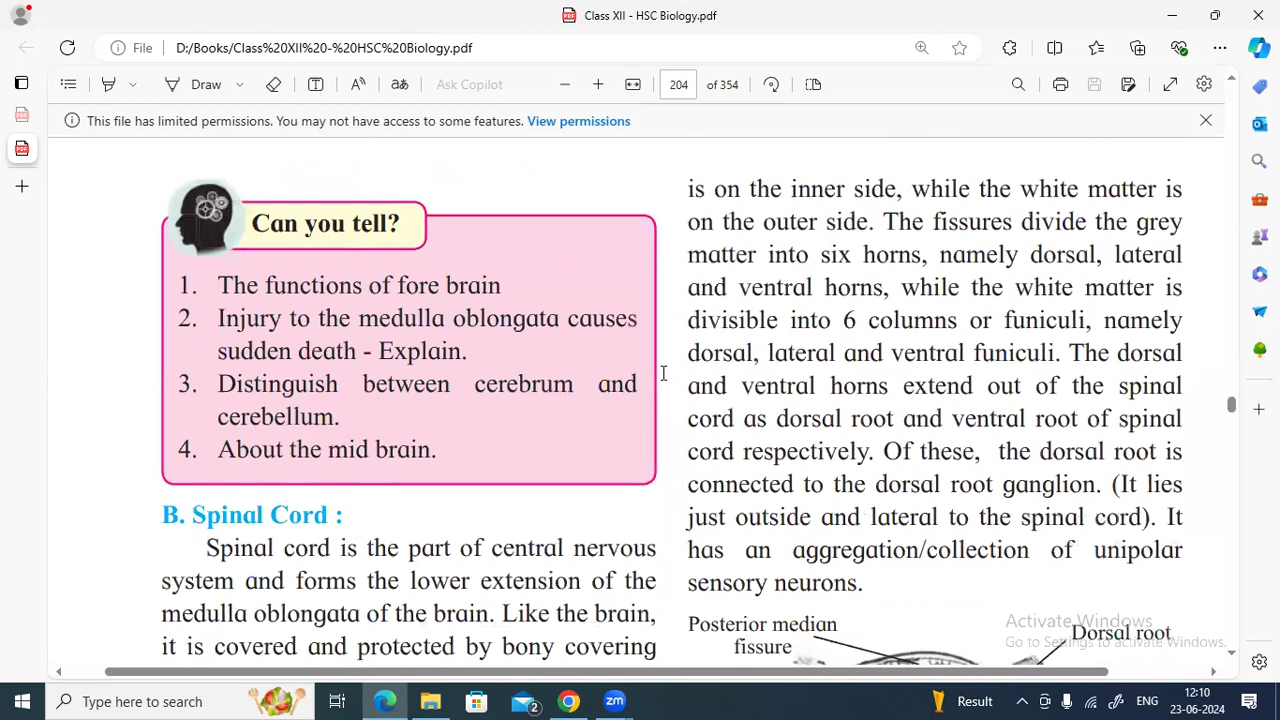 Class XII - HSC Biology.pdf
File
D:/Books/Class%20XII%20-%20HSC%20Biology.pdf
Draw
Ask Copilot
204 of 354
This file has limited permissions. You may not have access to some features. View permissions
Can you tell?
1. The functions of fore brain
2. Injury to the medulla oblongata causes
sudden death - Explain.
3. Distinguish between cerebrum and
cerebellum.
4. About the mid brain.
B. Spinal Cord :
Spinal cord is the part of central nervous
system and forms the lower extension of the
medulla oblongata of the brain. Like the brain,
it is covered and protected by bony covering
is on the inner side, while the white matter is
on the outer side. The fissures divide the grey
matter into six horns, namely dorsal, lateral
and ventral horns, while the white matter is
divisible into 6 columns or funiculi, namely
dorsal, lateral and ventral funiculi. The dorsal
and ventral horns extend out of the spinal
cord as dorsal root and ventral root of spinal
cord respectively. Of these, the dorsal root is
connected to the dorsal root ganglion. (It lies
just outside and lateral to the spinal cord). It
has an aggregation/collection of unipolar
sensory neurons.
Posterior median
fissure
Dorsal root
Activate Windows
Go to Settings to activate Windows.
Type here to search
2
zm
Result
ENG
12:10
23-06-2024